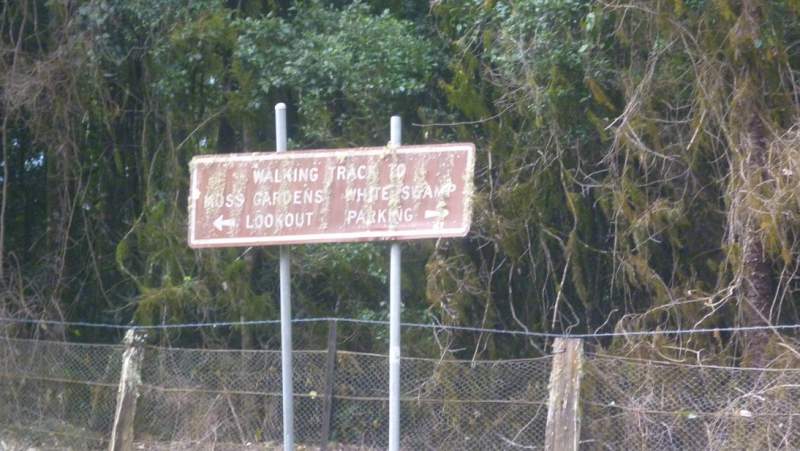 WALKING TRACK TO
MOSS GARDENS WHITE SWAMP
LOOKOUT PARKING